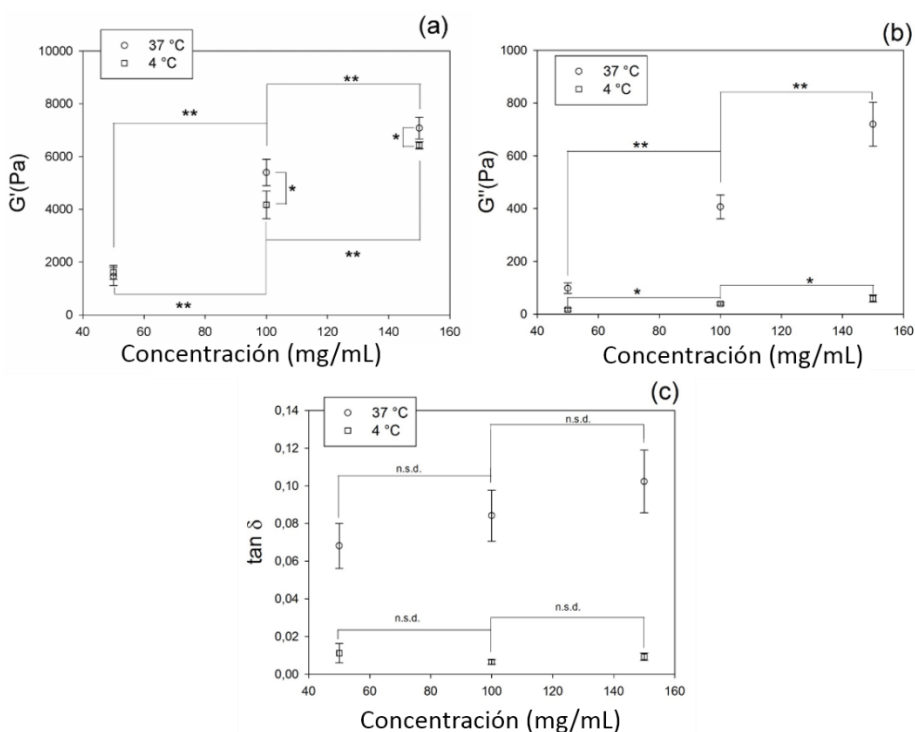 (a)
37 °C
4 °C
G'(Pa)
10000
8000
6000
4000
2000
0
**
**
*
*
**
**
40 60 80 100 120 140 160
Concentración (mg/mL)
(b)
37 °C
4 °C
G''(Pa)
1000
800
600
400
200
0
**
**
*
*
40 60 80 100 120 140 160
Concentración (mg/mL)
(c)
37 °C
4 °C
tan δ
0,14
0,12
0,10
0,08
0,06
0,04
0,02
0,00
n.s.d.
n.s.d.
n.s.d.
n.s.d.
40 60 80 100 120 140 160
Concentración (mg/mL)